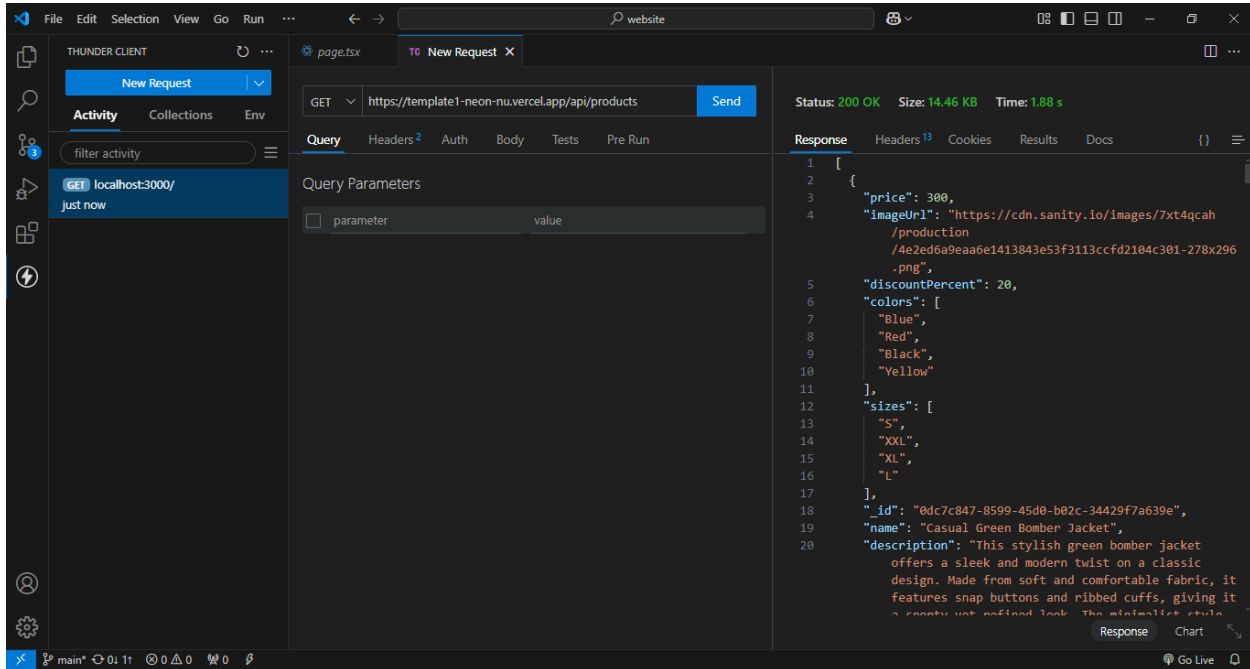 File Edit Selection View Go Run ··· ← → website
THUNDER CLIENT ···
New Request
Activity Collections Env
filter activity
GET localhost:3000/
just now
3
page.tsx TC New Request ×
GET https://template1-neon-nu.vercel.app/api/products Send
Query Headers 2 Auth Body Tests Pre Run
Query Parameters
parameter value
Status: 200 OK Size: 14.46 KB Time: 1.88 s
Response Headers 13 Cookies Results Docs { }
1 [
2 {
3 "price": 300,
4 "imageUrl": "https://cdn.sanity.io/images/7xt4qcah
/production
/4e2ed6a9eaa6e1413843e53f3113ccfd2104c301-278x296
.png",
5 "discountPercent": 20,
6 "colors": [
7 "Blue",
8 "Red",
9 "Black",
10 "Yellow"
11 ],
12 "sizes": [
13 "S",
14 "XXL",
15 "XL",
16 "L"
17 ],
18 "_id": "0dc7c847-8599-45d0-b02c-34429f7a639e",
19 "name": "Casual Green Bomber Jacket",
20 "description": "This stylish green bomber jacket
offers a sleek and modern twist on a classic
design. Made from soft and comfortable fabric, it
features snap buttons and ribbed cuffs, giving it
a sporty yet refined look. The minimalist style
Response Chart
main* 0↓ 1↑ 0 0 0 Go Live